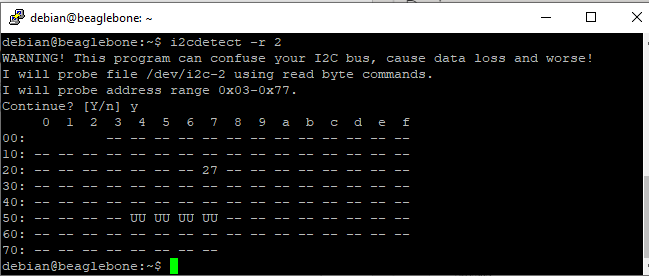 debian@beaglebone: ~
debian@beaglebone:~$ i2cdetect -r 2
WARNING! This program can confuse your I2C bus, cause data loss and worse!
I will probe file /dev/i2c-2 using read byte commands.
I will probe address range 0x03-0x77.
Continue? [Y/n] y
     0  1  2  3  4  5  6  7  8  9  a  b  c  d  e  f
00:          -- -- -- -- -- -- -- -- -- -- -- -- --
10: -- -- -- -- -- -- -- -- -- -- -- -- -- -- -- --
20: -- -- -- -- -- -- -- 27 -- -- -- -- -- -- -- --
30: -- -- -- -- -- -- -- -- -- -- -- -- -- -- -- --
40: -- -- -- -- -- -- -- -- -- -- -- -- -- -- -- --
50: -- -- -- -- UU UU UU UU -- -- -- -- -- -- -- --
60: -- -- -- -- -- -- -- -- -- -- -- -- -- -- -- --
70: -- -- -- -- -- -- -- --
debian@beaglebone:~$